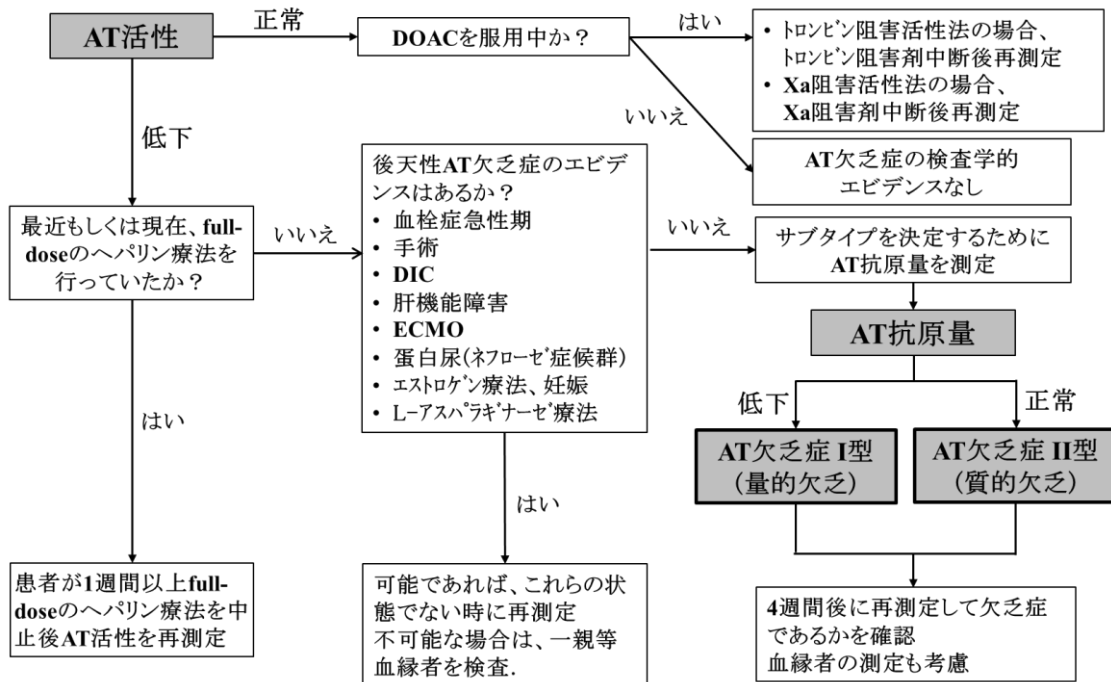 AT活性
正常
DOACを服用中か？
はい
• トロンビン阻害活性法の場合、
トロンビン阻害剤中断後再測定
• Xa阻害活性法の場合、
Xa阻害剤中断後再測定
いいえ
AT欠乏症の検査学的
エビデンスなし
低下
最近もしくは現在、full-
doseのヘパリン療法を
行っていたか？
いいえ
後天性AT欠乏症のエビデ
ンスはあるか？
• 血栓症急性期
• 手術
• DIC
• 肝機能障害
• ECMO
• 蛋白尿(ネフローゼ症候群)
• エストロゲン療法、妊娠
• L-アスパラギナーゼ療法
いいえ
サブタイプを決定するために
AT抗原量を測定
AT抗原量
低下
正常
AT欠乏症 I型
（量的欠乏）
AT欠乏症 II型
（質的欠乏）
はい
はい
患者が1週間以上full-
doseのヘパリン療法を中
止後AT活性を再測定
可能であれば、これらの状
態でない時に再測定
不可能な場合は、一親等
血縁者を検査.
4週間後に再測定して欠乏症
であるかを確認
血縁者の測定も考慮